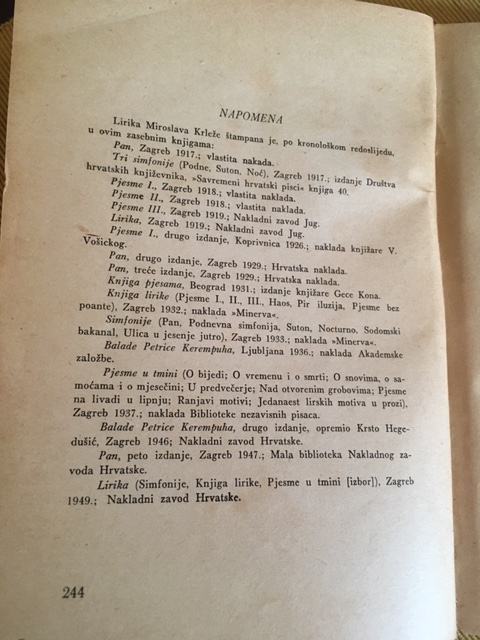 NAPOMENA
Lirika Miroslava Krleže štampana je, po kronološkom redoslijedu,
u ovim zasebnim knjigama:
Pan, Zagreb 1917.; vlastita nakada.
Tri simfonije (Podne, Suton, Noć), Zagreb 1917.; izdanje Društva
hrvatskih književnika, »Savremeni hrvatski pisci« knjiga 40.
Pjesme I., Zagreb 1918.; vlastita naklada.
Pjesme II., Zagreb 1918.; vlastita naklada.
Pjesme III., Zagreb 1919.; Nakladni zavod Jug.
Lirika, Zagreb 1919.; Nakladni zavod Jug.
Pjesme I., drugo izdanje, Koprivnica 1926.; naklada knjižare V.
Vošickog.
Pan, drugo izdanje, Zagreb 1929.; Hrvatska naklada.
Pan, treće izdanje, Zagreb 1929.; Hrvatska naklada.
Knjiga pjesama, Beograd 1931.; izdanje knjižare Gece Kona.
Knjiga lirike (Pjesme I., II., III., Haos, Pir iluzija, Pjesme bez
poante), Zagreb 1932.; naklada »Minerva«.
Simfonije (Pan, Podnevna simfonija, Suton, Nocturno, Sodomski
bakanal, Ulica u jesenje jutro), Zagreb 1933.; naklada »Minerva«.
Balade Petrice Kerempuha, Ljubljana 1936.; naklada Akademske
založbe.
Pjesme u tmini (O bijedi; O vremenu i o smrti; O snovima, o sa-
moćama i o mjesečini; U predvečerje; Nad otvorenim grobovima; Pjesme
na livadi u lipnju; Ranjavi motivi; Jedanaest lirskih motiva u prozi),
Zagreb 1937.; naklada Biblioteke nezavisnih pisaca.
Balade Petrice Kerempuha, drugo izdanje, opremio Krsto Hege-
dušić, Zagreb 1946; Nakladni zavod Hrvatske.
Pan, peto izdanje, Zagreb 1947.; Mala biblioteka Nakladnog za-
voda Hrvatske.
Lirika (Simfonije, Knjiga lirike, Pjesme u tmini [izbor]), Zagreb
1949.; Nakladni zavod Hrvatske.
244